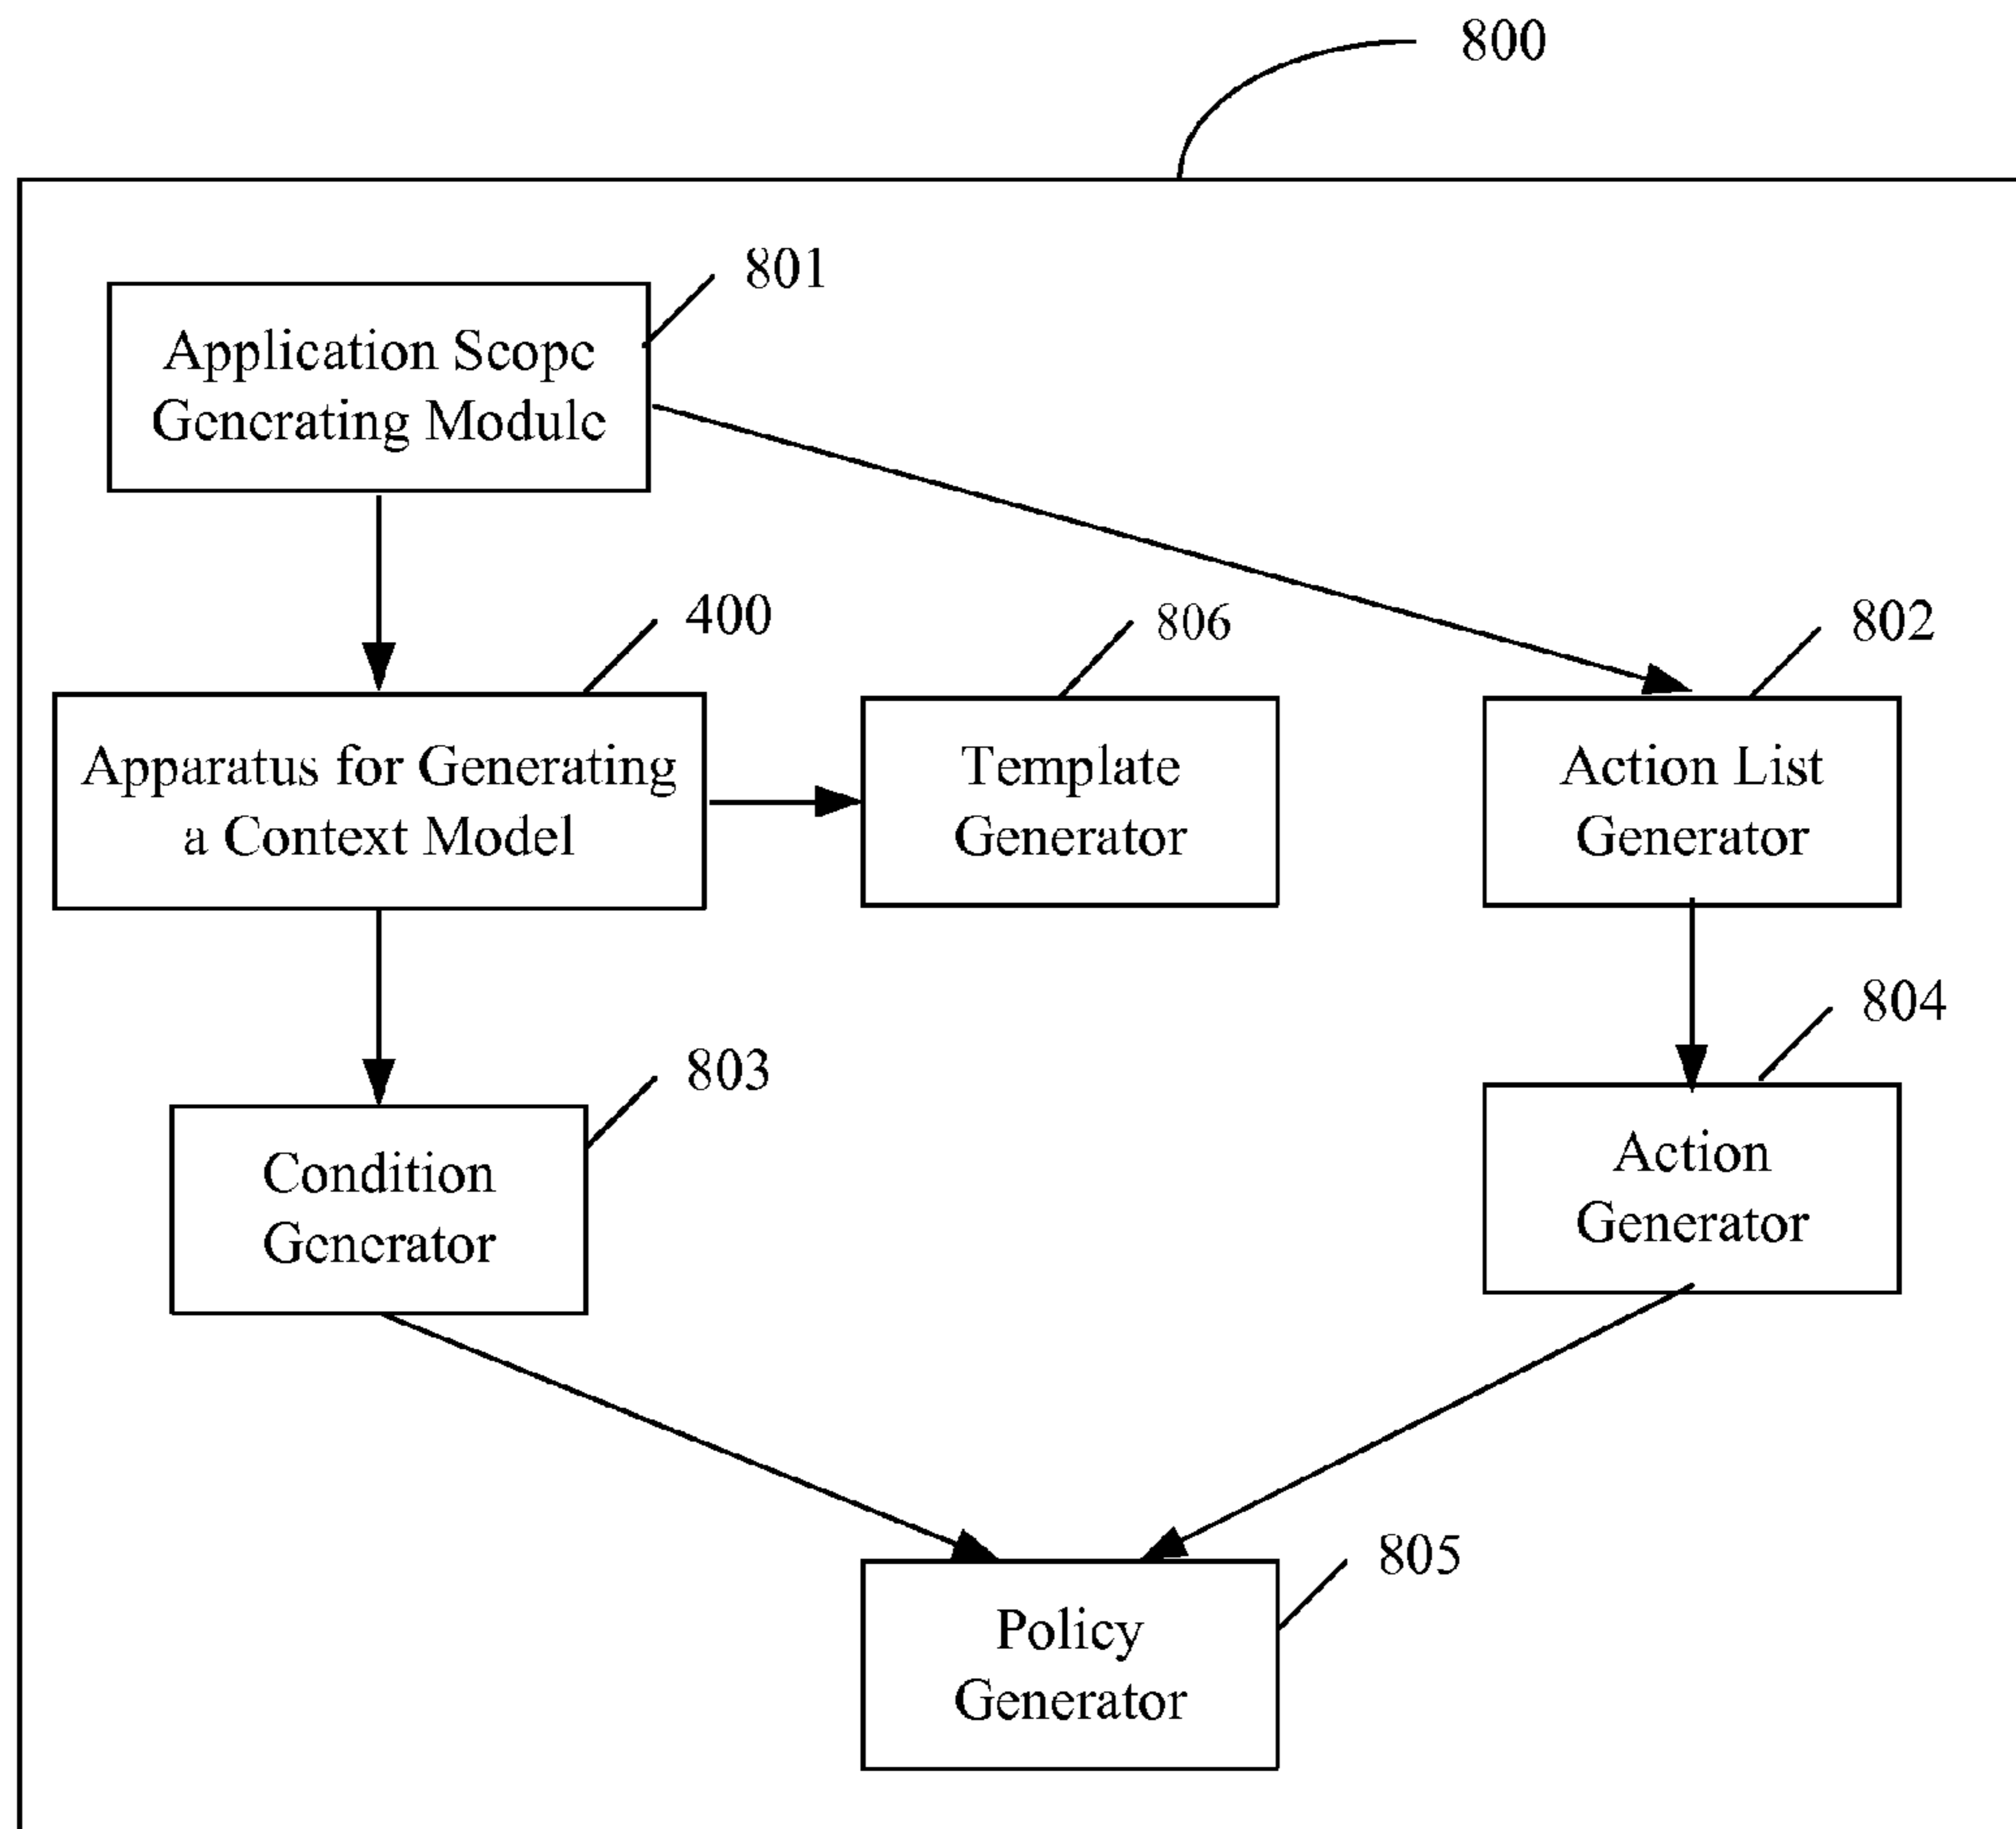 800
801
Application Scope
Generating Module
400
806
802
Apparatus for Generating
a Context Model
Template
Generator
Action List
Generator
803
804
Condition
Generator
Action
Generator
805
Policy
Generator